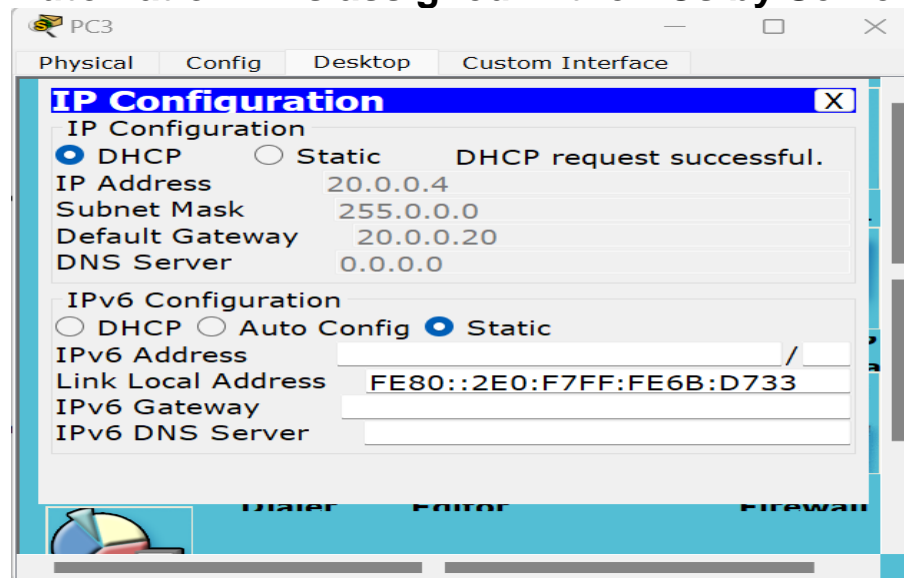 PC3
Physical Config Desktop Custom Interface
IP Configuration X
IP Configuration
DHCP Static DHCP request successful.
IP Address 20.0.0.4
Subnet Mask 255.0.0.0
Default Gateway 20.0.0.20
DNS Server 0.0.0.0
IPv6 Configuration
DHCP Auto Config Static
IPv6 Address /
Link Local Address FE80::2E0:F7FF:FE6B:D733
IPv6 Gateway
IPv6 DNS Server
Dialer Editor Firewall